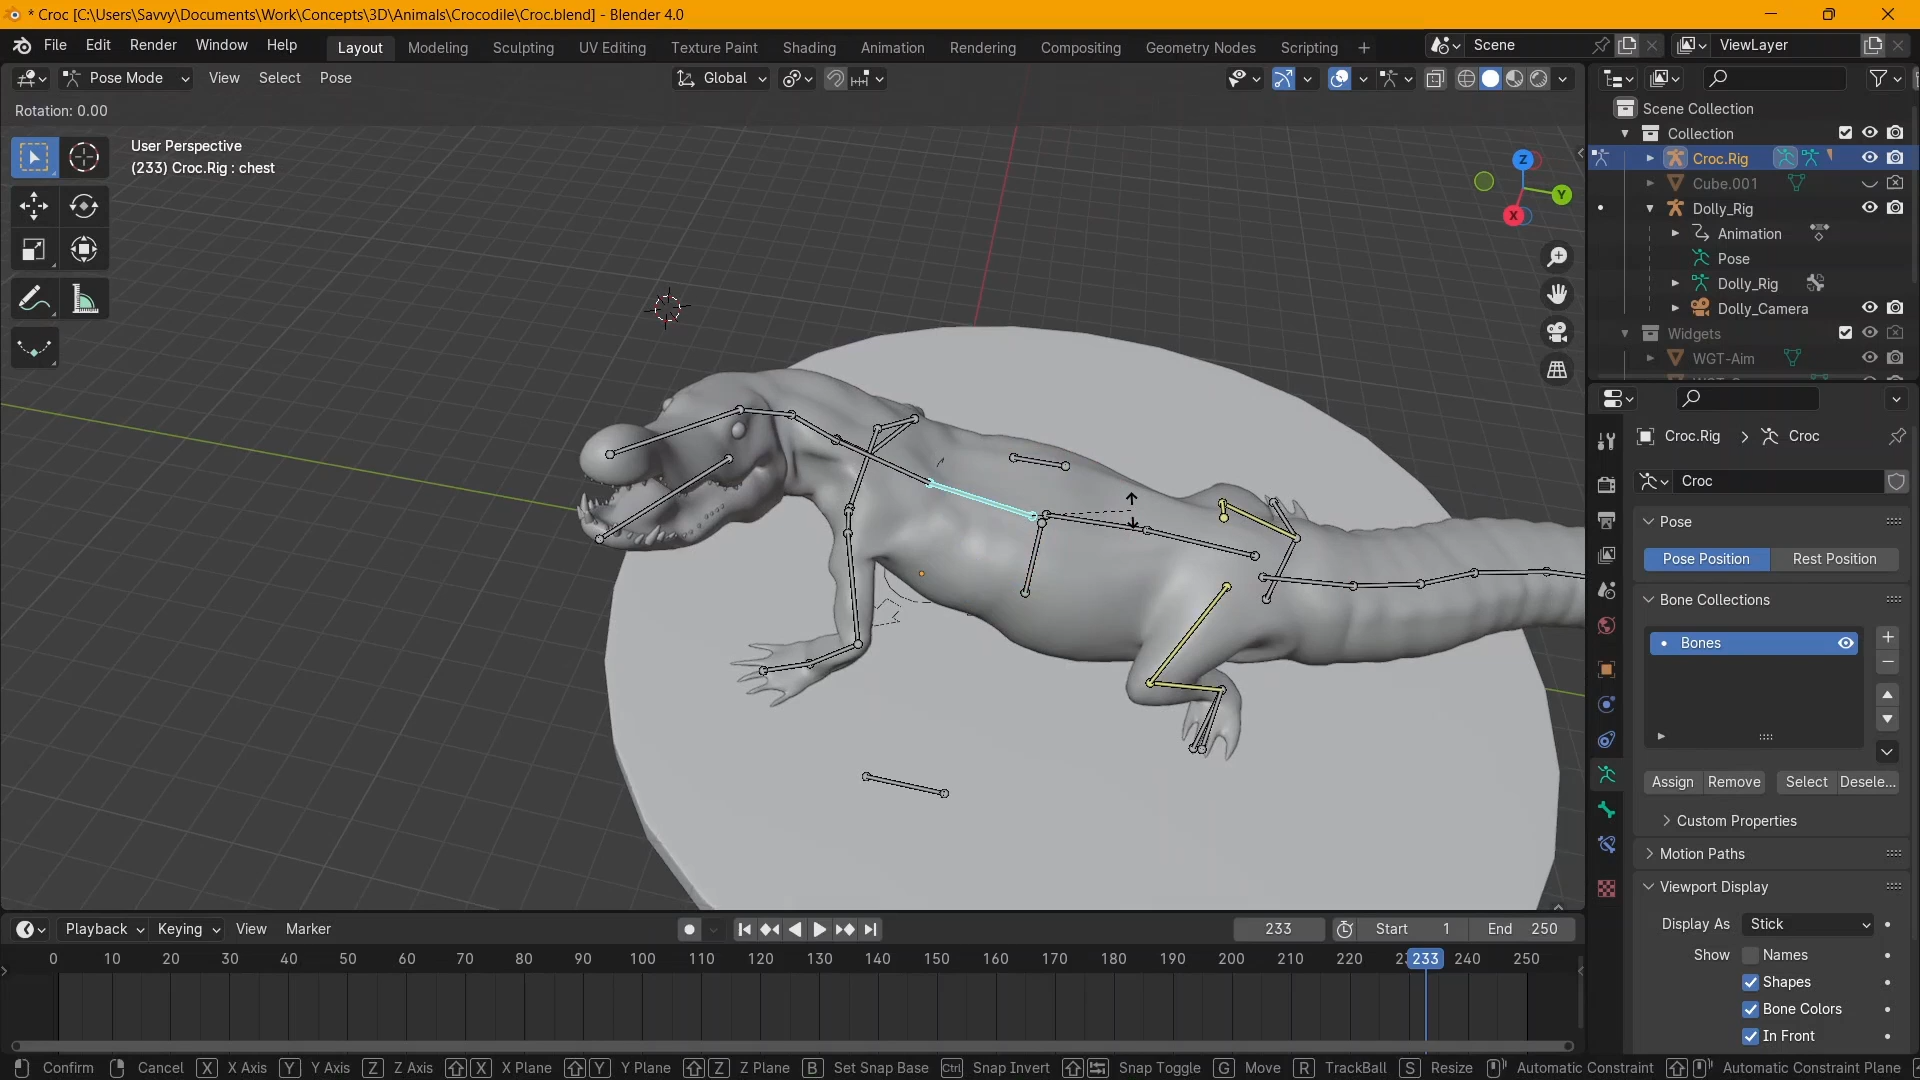 * Croc [C:\Users\Savvy\Documents\Work\Concepts\3D\Animals\Crocodile\Croc.blend] - Blender 4.0
File Edit Render Window Help Layout Modeling Sculpting UV Editing Texture Paint Shading Animation Rendering Compositing Geometry Nodes Scripting + Scene ViewLayer
Pose Mode View Select Pose Global
Rotation: 0.00
User Perspective
(233) Croc.Rig : chest
Z
Y
X
Scene Collection
Collection
Croc.Rig
Cube.001
Dolly_Rig
Animation
Pose
Dolly_Rig
Dolly_Camera
Widgets
WGT-Aim
Croc.Rig > Croc
Croc
Pose
Pose Position Rest Position
Bone Collections
Bones
Assign Remove Select Desele...
Custom Properties
Motion Paths
Viewport Display
Display As Stick
Show Names
Shapes
Bone Colors
In Front
Playback Keying View Marker 233 Start 1 End 250
0 10 20 30 40 50 60 70 80 90 100 110 120 130 140 150 160 170 180 190 200 210 220 233 240 250
Confirm Cancel X X Axis Y Y Axis Z Z Axis X X Plane Y Y Plane Z Z Plane B Set Snap Base Ctrl Snap Invert Snap Toggle G Move R TrackBall S Resize Automatic Constraint Automatic Constraint Plane